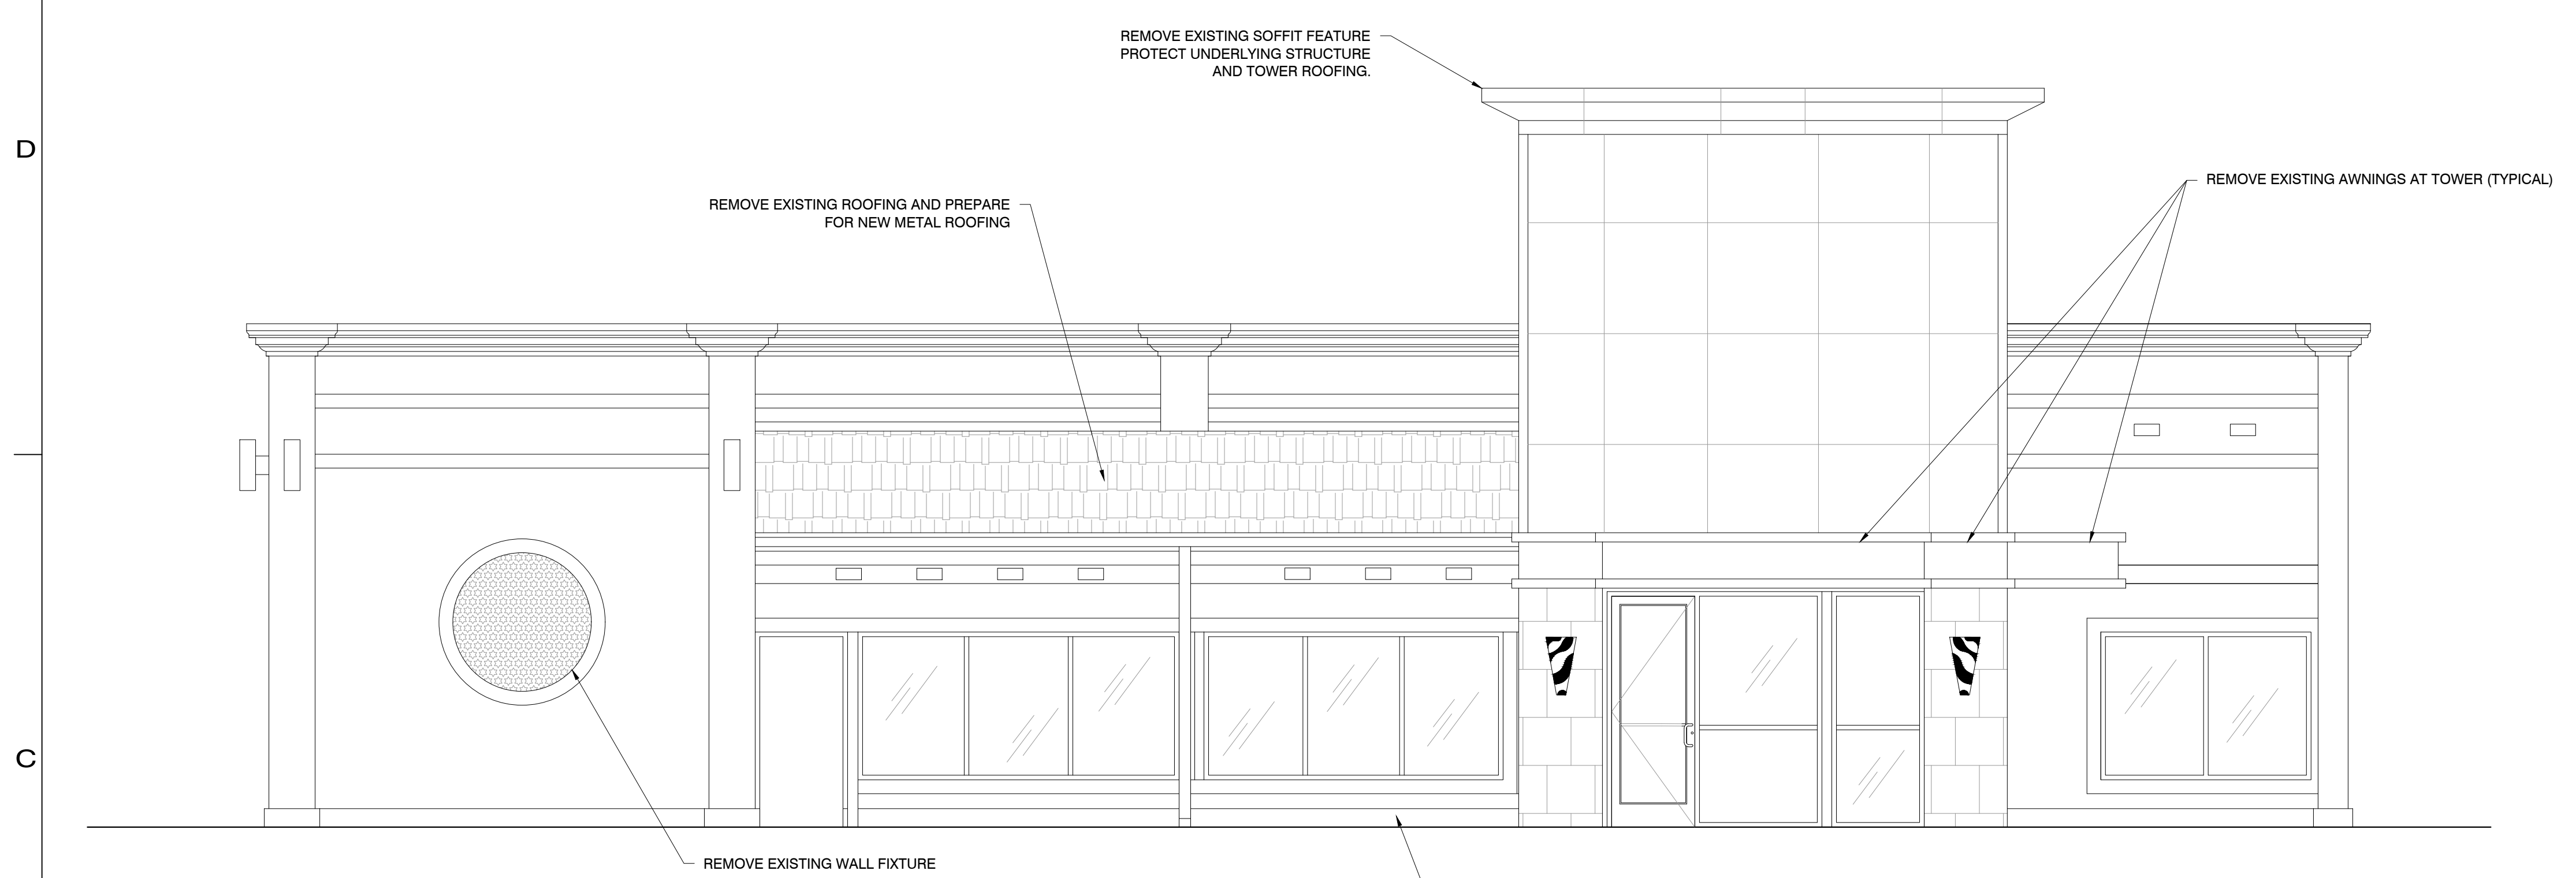 REMOVE EXISTING SOFFIT FEATURE
PROTECT UNDERLYING STRUCTURE
AND TOWER ROOFING.
D
REMOVE EXISTING AWNINGS AT TOWER (TYPICAL)
REMOVE EXISTING ROOFING AND PREPARE
FOR NEW METAL ROOFING
C
REMOVE EXISTING WALL FIXTURE